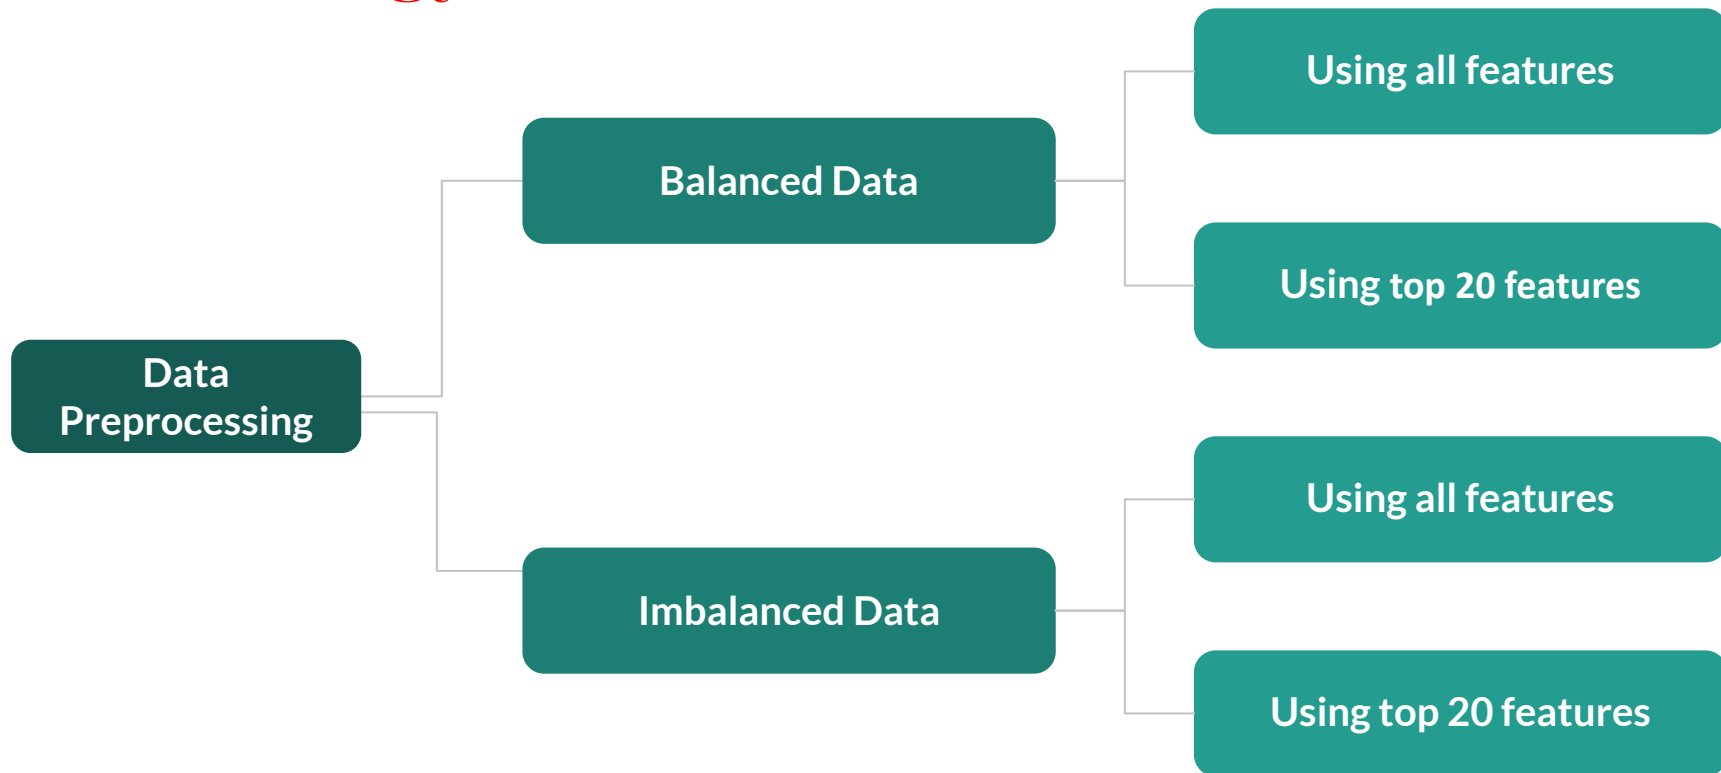 Using all features
Balanced Data
Using top 20 features
Data
Preprocessing
Using all features
Imbalanced Data
Using top 20 features